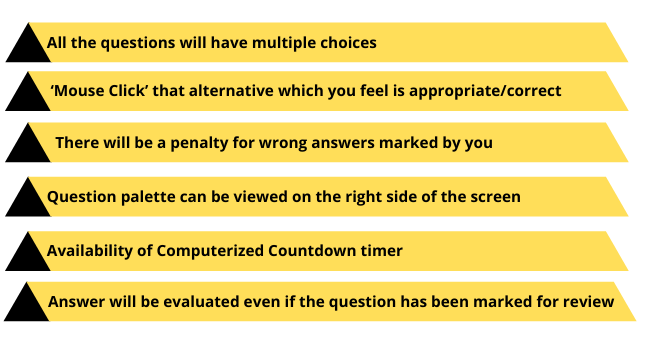 All the questions will have multiple choices
‘Mouse Click’ that alternative which you feel is appropriate/correct
There will be a penalty for wrong answers marked by you
Question palette can be viewed on the right side of the screen
Availability of Computerized Countdown timer
Answer will be evaluated even if the question has been marked for review